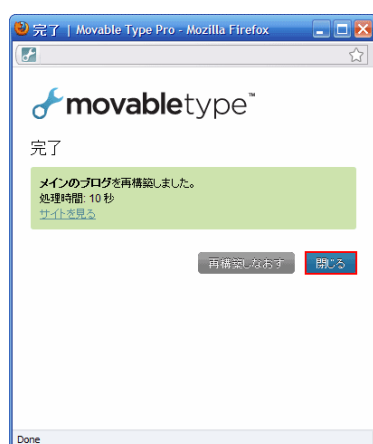 完了 | Movable Type Pro - Mozilla Firefox
movabletype™
完了
メインのブログを再構築しました。
処理時間: 10 秒
サイトを見る
再構築しなおす 閉じる
Done